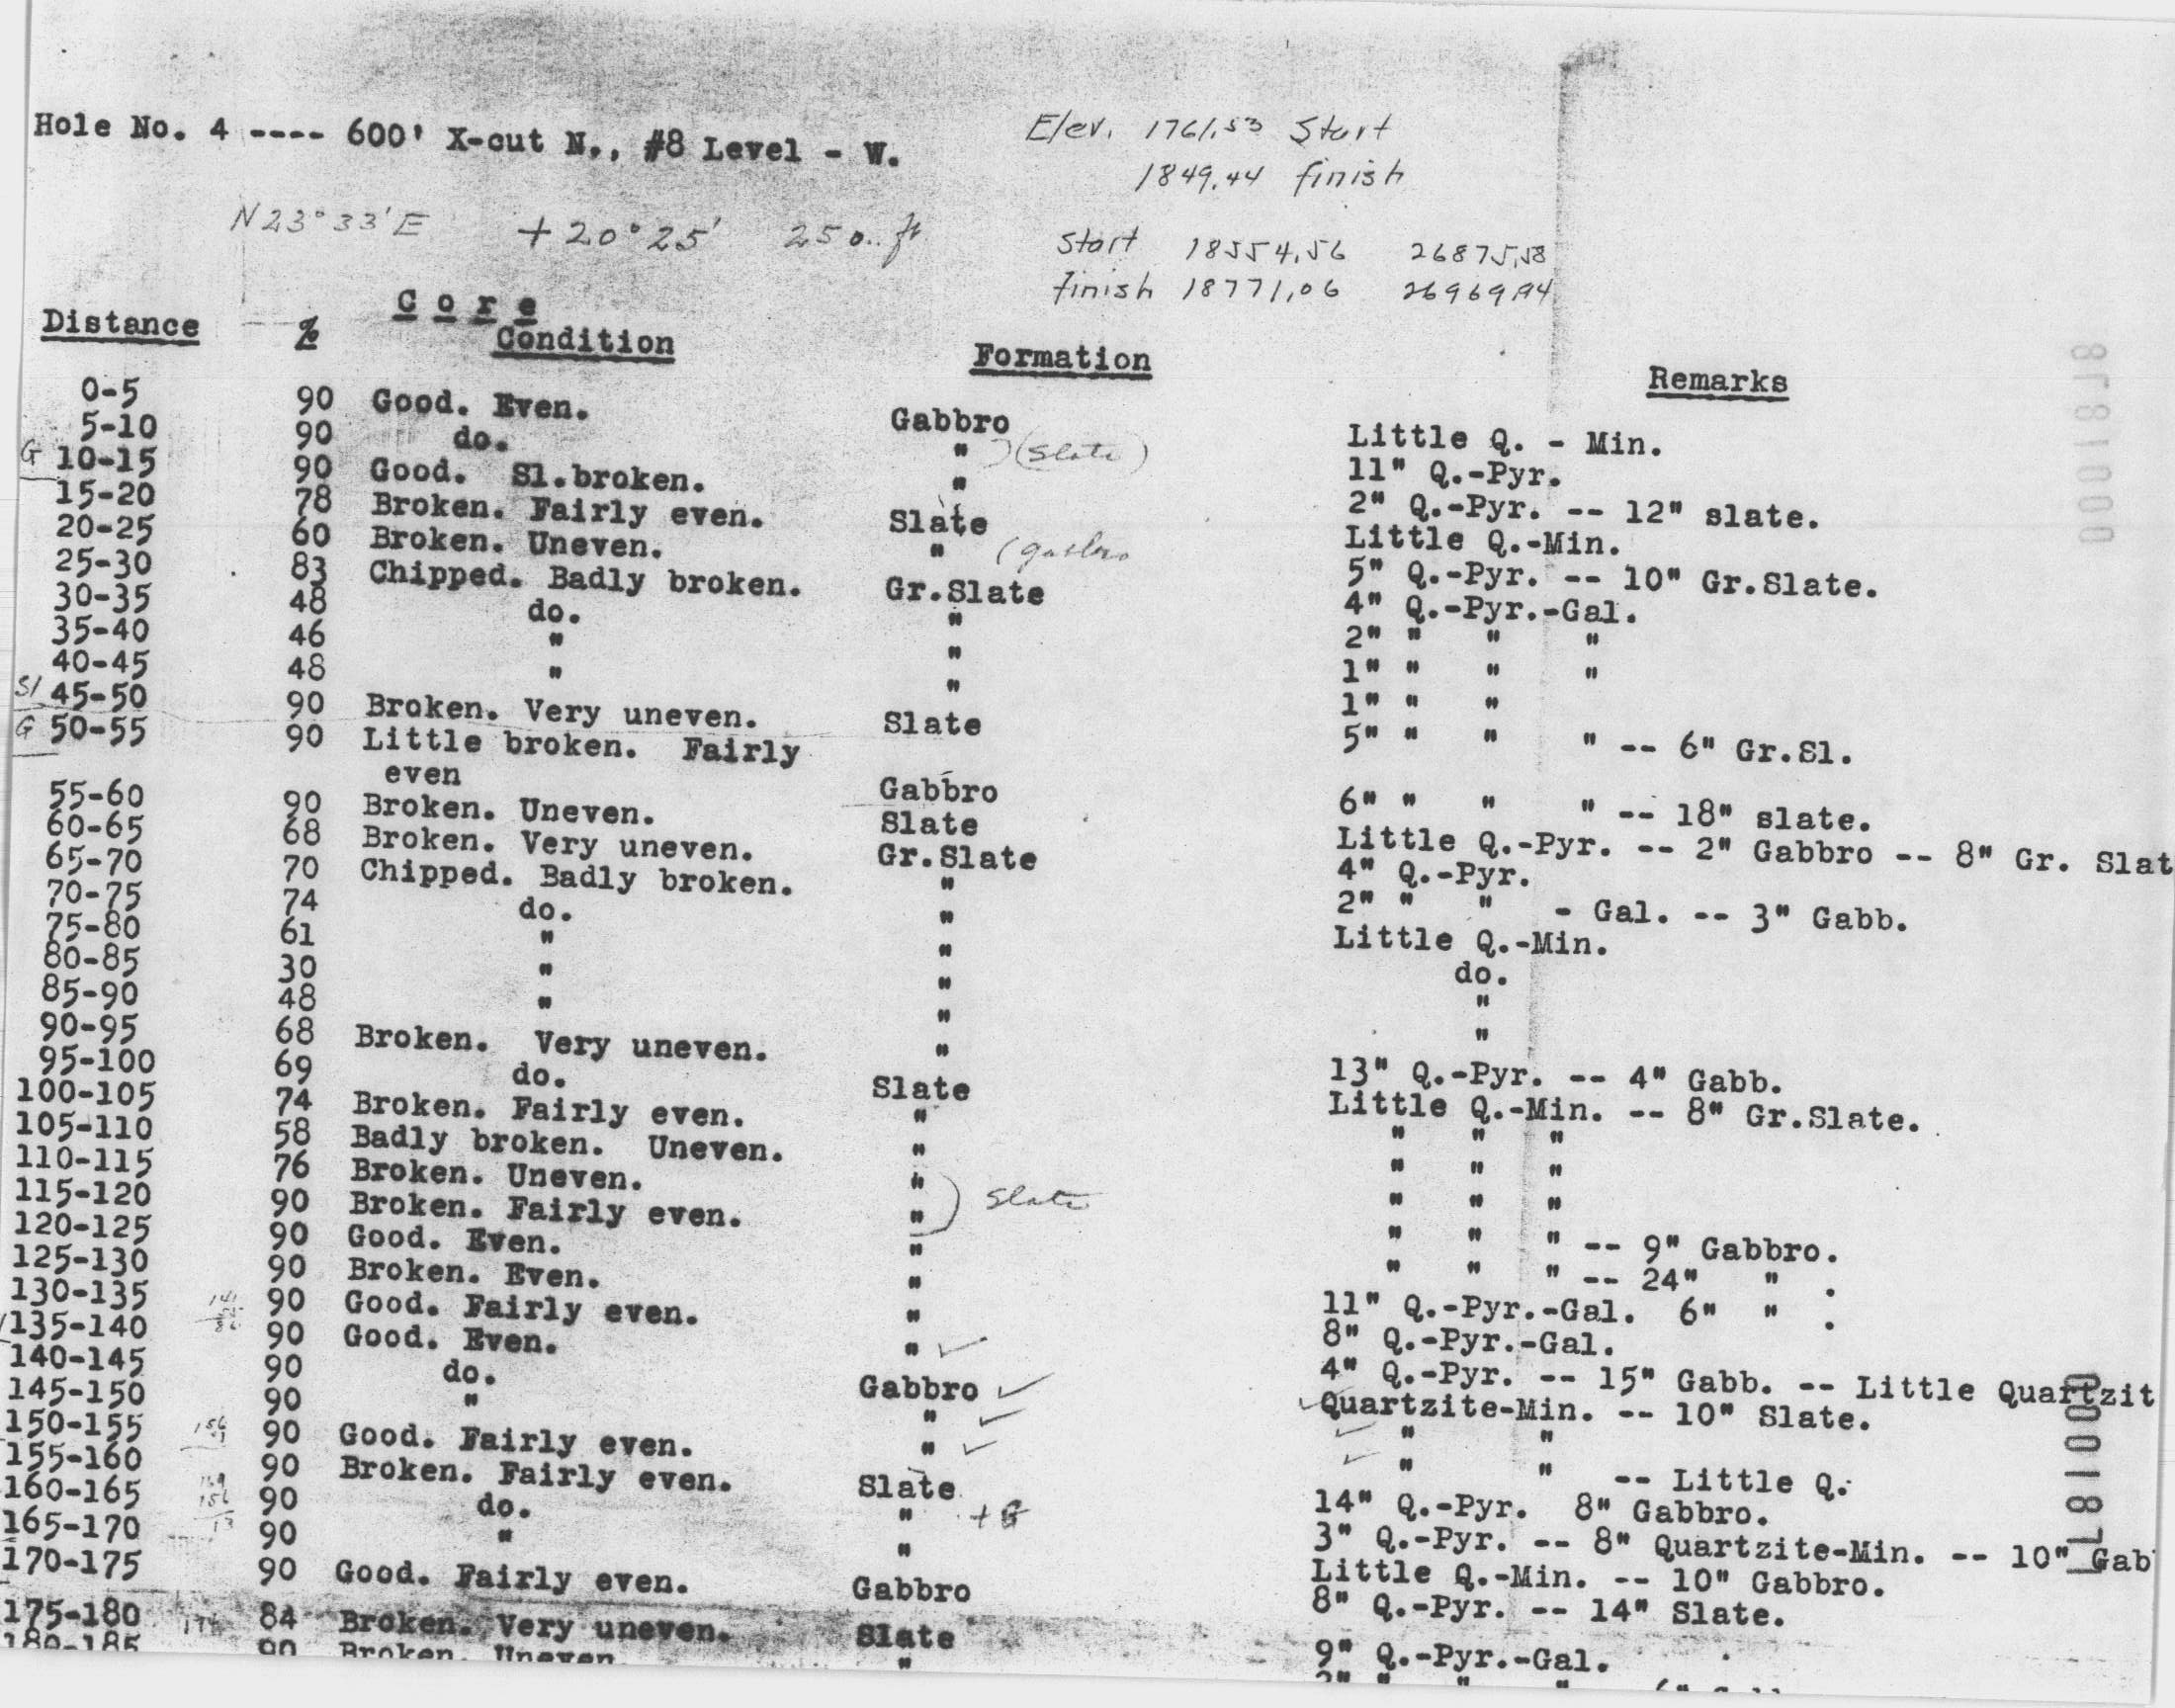 Hole No. 4 ---- 600' X-cut N., #8 Level - W.
Elev. 1761.53 Start
1849.44 finish
N23°33'E +20°25' 250.. ft
Start 18554.56 26875.58
finish 18771.06 26969.94
Core
Distance % Condition Formation Remarks
0-5 90 Good. Even. Gabbro Little Q. - Min.
5-10 90 do. " (Slate) 11" Q.-Pyr.
G 10-15 90 Good. Sl.broken. " 2" Q.-Pyr. -- 12" slate.
15-20 78 Broken. Fairly even. Slate Little Q.-Min.
20-25 60 Broken. Uneven. " (gabbro 5" Q.-Pyr. -- 10" Gr.Slate.
25-30 83 Chipped. Badly broken. Gr.Slate 4" Q.-Pyr.-Gal.
30-35 48 do. " 2" " " "
35-40 46 " " 1" " " "
40-45 48 " " 1" " "
Sl 45-50 90 Broken. Very uneven. Slate 5" " " " -- 6" Gr.Sl.
G 50-55 90 Little broken. Fairly
even Gabbro 6" " " " -- 18" slate.
55-60 90 Broken. Uneven. Slate Little Q.-Pyr. -- 2" Gabbro -- 8" Gr. Slat
60-65 68 Broken. Very uneven. Gr.Slate 4" Q.-Pyr.
65-70 70 Chipped. Badly broken. " 2" " " - Gal. -- 3" Gabb.
70-75 74 do. " Little Q.-Min.
75-80 61 " " do.
80-85 30 " " "
85-90 48 " " "
90-95 68 Broken. Very uneven. " 13" Q.-Pyr. -- 4" Gabb.
95-100 69 do. Slate Little Q.-Min. -- 8" Gr.Slate.
100-105 74 Broken. Fairly even. " " " "
105-110 58 Badly broken. Uneven. " " " "
110-115 76 Broken. Uneven. " ) Slate " " "
115-120 90 Broken. Fairly even. " " " " -- 9" Gabbro.
120-125 90 Good. Even. " " " " -- 24" " .
125-130 90 Broken. Even. " 11" Q.-Pyr.-Gal. 6" " .
130-135 90 Good. Fairly even. " 8" Q.-Pyr.-Gal.
135-140 90 Good. Even. " ✓ 4" Q.-Pyr. -- 15" Gabb. -- Little Quartzit
140-145 90 do. Gabbro ✓ ✓ Quartzite-Min. -- 10" Slate.
145-150 90 " " ✓ ✓ " "
150-155 90 Good. Fairly even. " ✓ ✓ " " -- Little Q.
155-160 90 Broken. Fairly even. Slate 14" Q.-Pyr. 8" Gabbro.
160-165 90 do. " + G 3" Q.-Pyr. -- 8" Quartzite-Min. -- 10" Gab
165-170 90 " " Little Q.-Min. -- 10" Gabbro.
170-175 90 Good. Fairly even. Gabbro 8" Q.-Pyr. -- 14" Slate.
175-180 84 Broken. Very uneven. Slate 9" Q.-Pyr.-Gal.
180-185 90 Broken. Uneven "
0001871